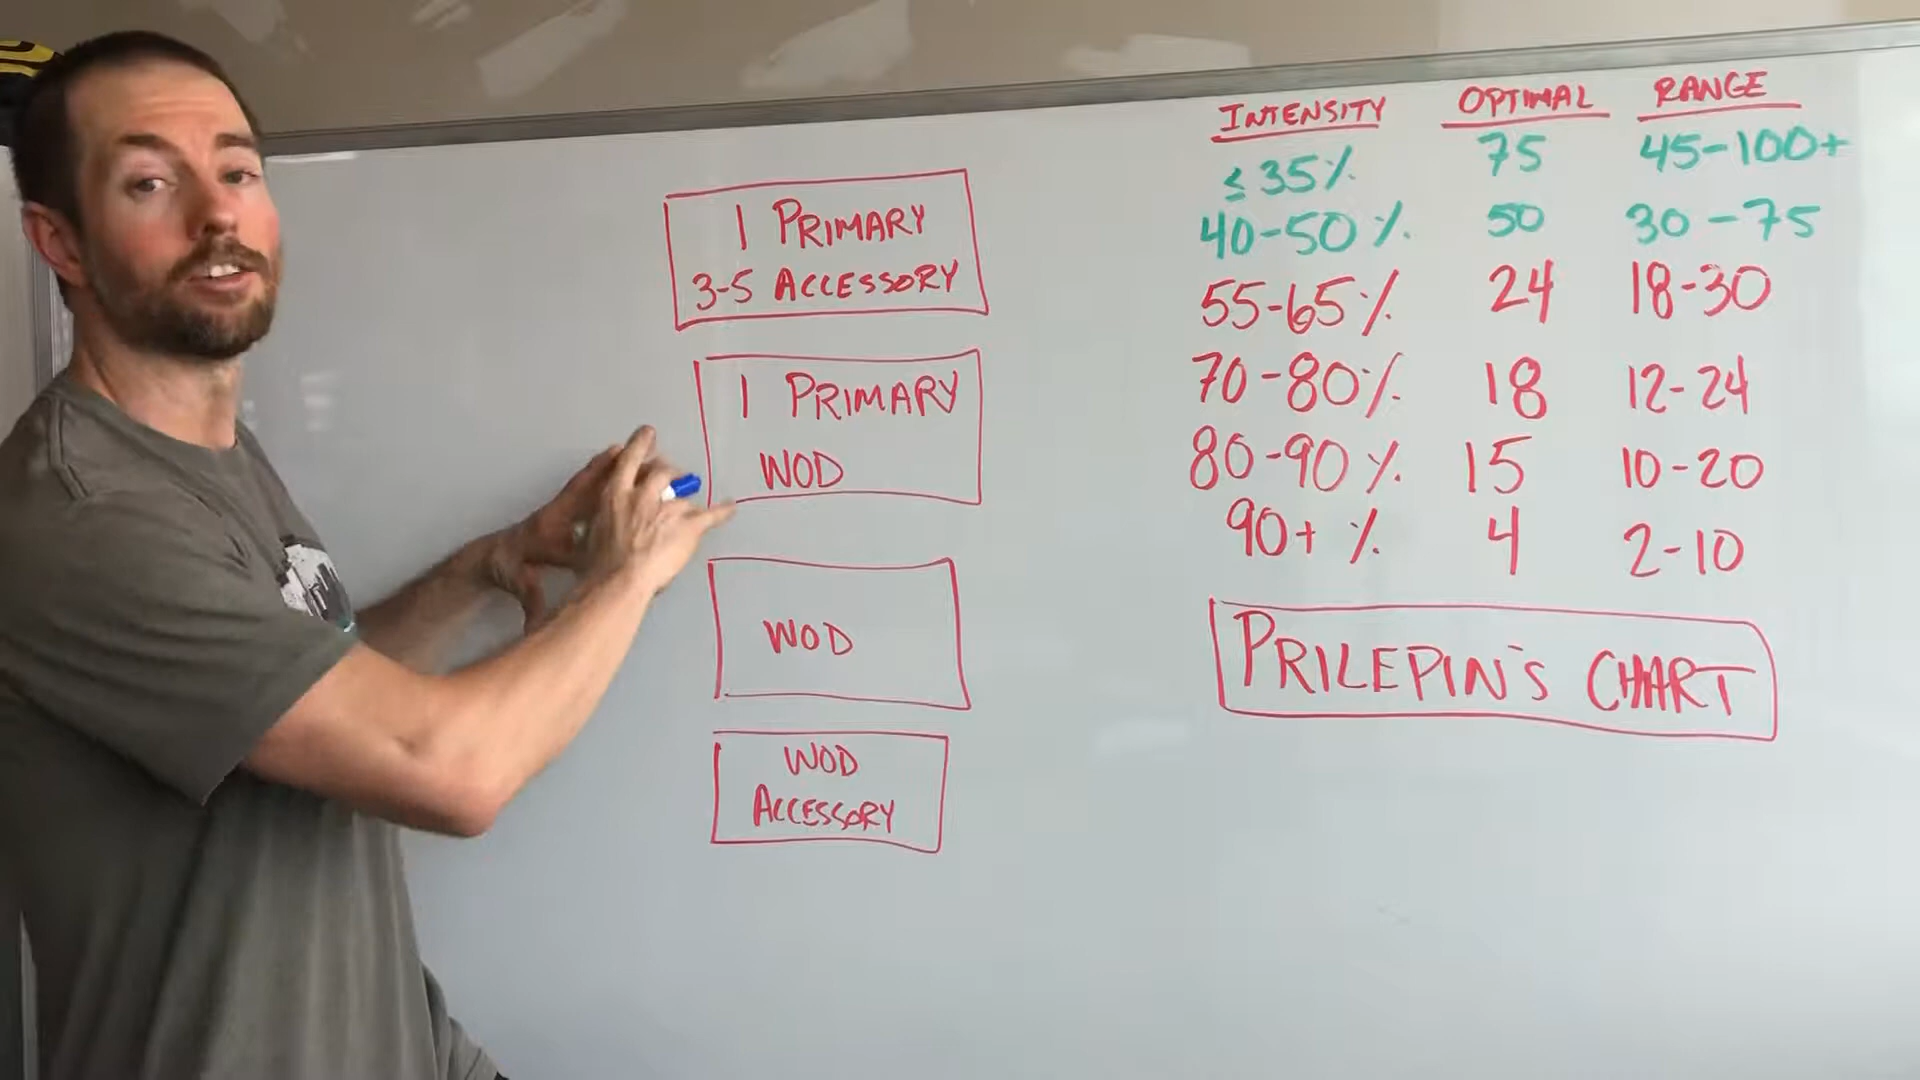 1 PRIMARY
3-5 ACCESSORY
1 PRIMARY
WOD
WOD
WOD
ACCESSORY
INTENSITY OPTIMAL RANGE
≤35% 75 45-100+
40-50% 50 30-75
55-65% 24 18-30
70-80% 18 12-24
80-90% 15 10-20
90+% 4 2-10
PRILEPIN'S CHART